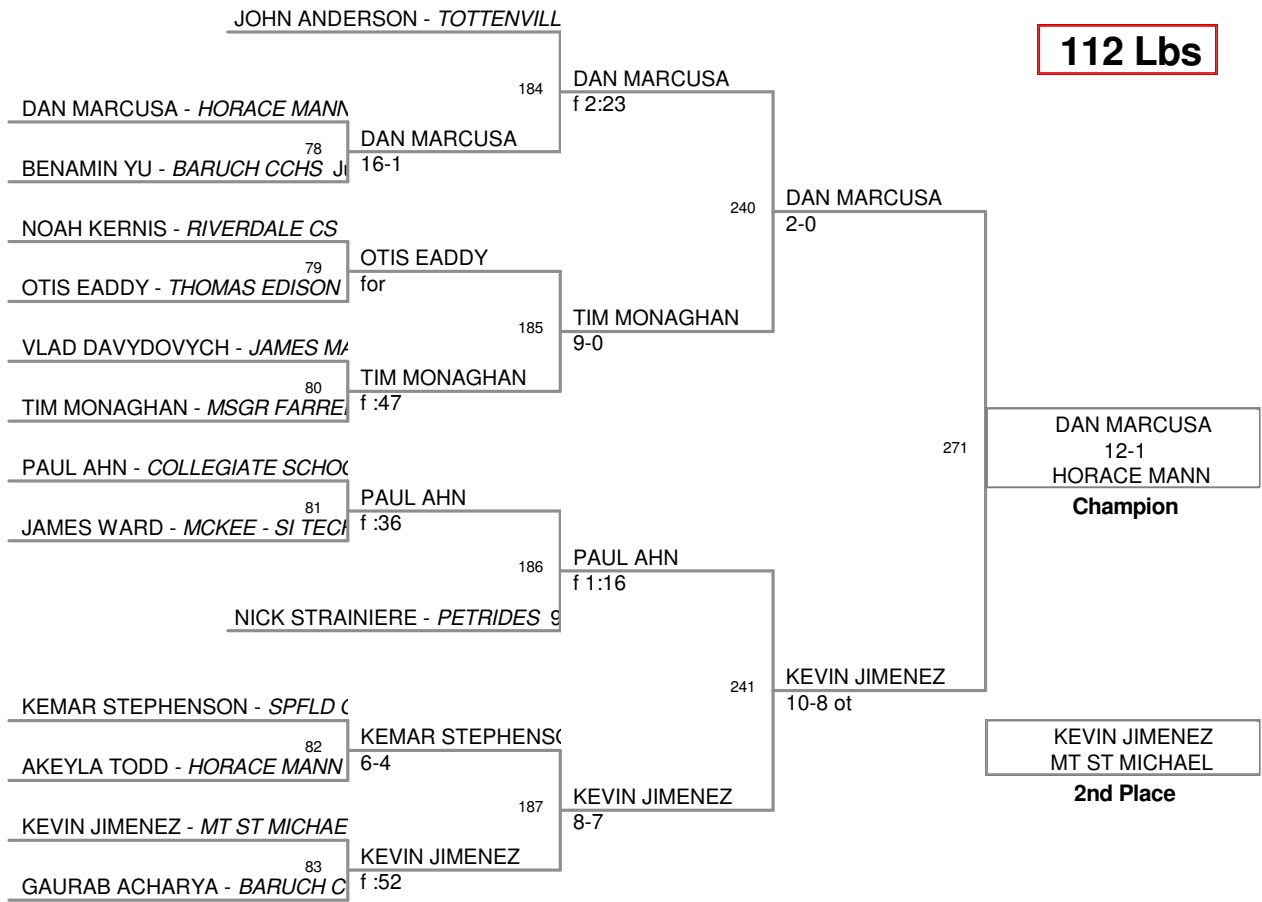 JOHN ANDERSON - TOTTENVILL
112 Lbs
184
DAN MARCUSA
f 2:23
DAN MARCUSA - HORACE MANN
78
DAN MARCUSA
16-1
BENAMIN YU - BARUCH CCHS
240
DAN MARCUSA
2-0
NOAH KERNIS - RIVERDALE CS
79
OTIS EADDY
for
OTIS EADDY - THOMAS EDISON
185
TIM MONAGHAN
9-0
VLAD DAVYDOVYCH - JAMES MA
80
TIM MONAGHAN
f :47
TIM MONAGHAN - MSGR FARRE
271
DAN MARCUSA
12-1
HORACE MANN
Champion
PAUL AHN - COLLEGIATE SCHOO
81
PAUL AHN
f :36
JAMES WARD - MCKEE - SI TECH
186
PAUL AHN
f 1:16
NICK STRAINIERE - PETRIDES 9
241
KEVIN JIMENEZ
10-8 ot
KEMAR STEPHENSON - SPFLD
82
KEMAR STEPHENSO
6-4
AKEYLA TODD - HORACE MANN
187
KEVIN JIMENEZ
8-7
KEVIN JIMENEZ - MT ST MICHAE
83
KEVIN JIMENEZ
f :52
GAURAB ACHARYA - BARUCH C
KEVIN JIMENEZ
MT ST MICHAEL
2nd Place